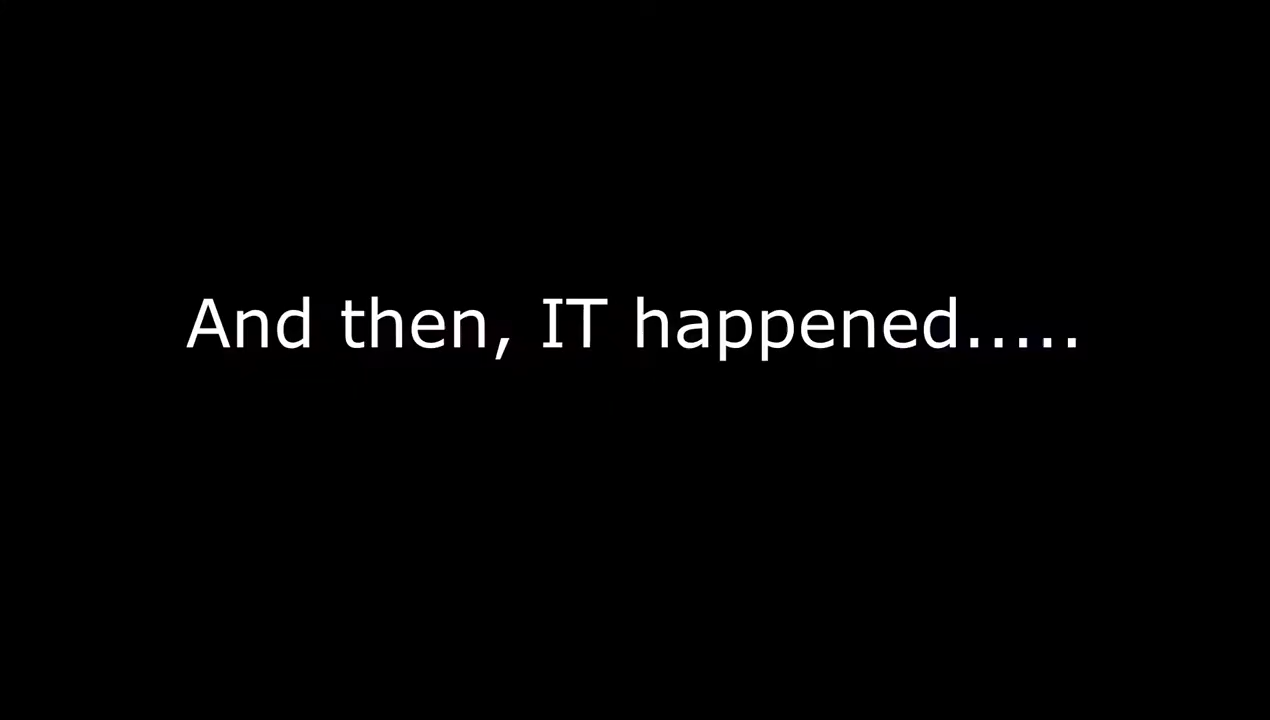 And then, IT happened.....